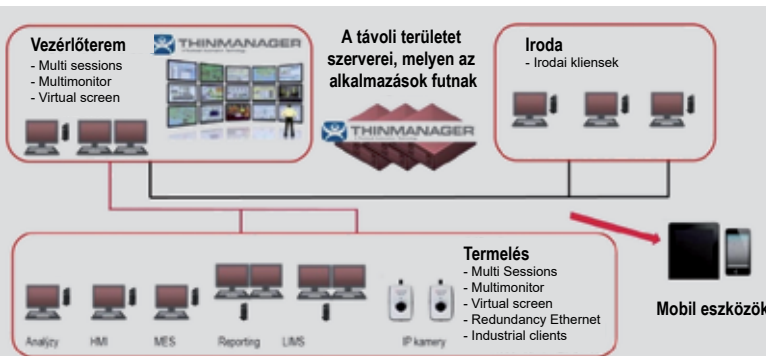 Vezérlőterem
- Multi sessions
- Multimonitor
- Virtual screen
THINMANAGER
A távoli területet
szerverei, melyen az
alkalmazások futnak
THINMANAGER
Iroda
- Irodai kliensek
Termelés
- Multi Sessions
- Multimonitor
- Virtual screen
- Redundancy Ethernet
- Industrial clients
Analýzy
HMI
MES
Reporting
LIMS
IP kamery
Mobil eszközök